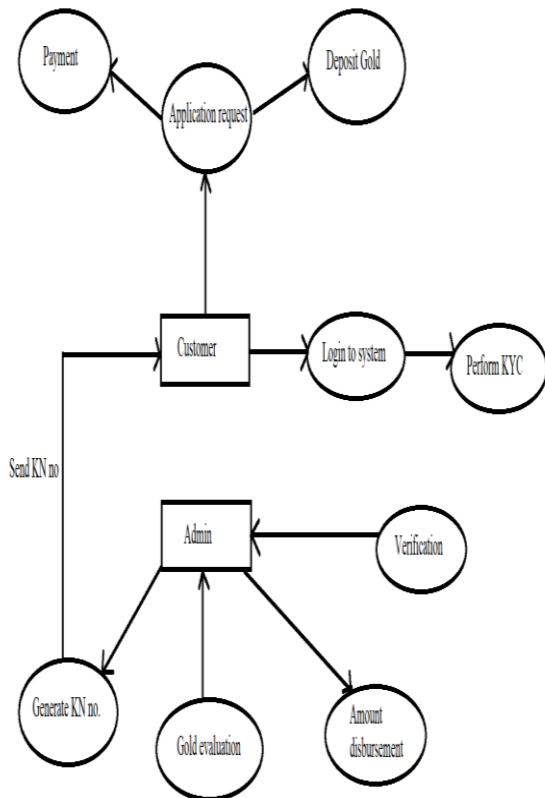 Payment
Deposit Gold
Application request
Customer
Login to system
Perform KYC
Send KN no
Admin
Verification
Generate KN no.
Gold evaluation
Amount
disbursement